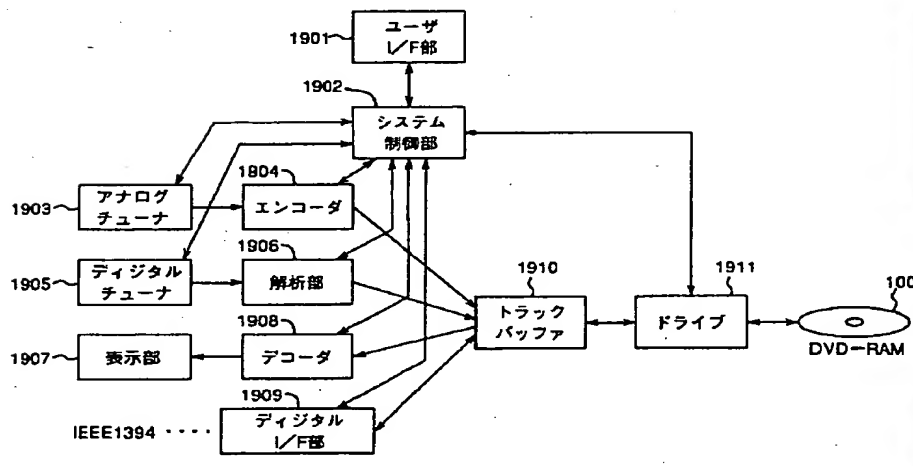 1901
ユーザ
I/F部
1902
システム
制御部
1903
アナログ
チューナ
1904
エンコーダ
1905
ディジタル
チューナ
1906
解析部
1907
表示部
1908
デコーダ
1909
ディジタル
I/F部
IEEE1394 ····
1910
トラック
バッファ
1911
ドライブ
100
DVD-RAM